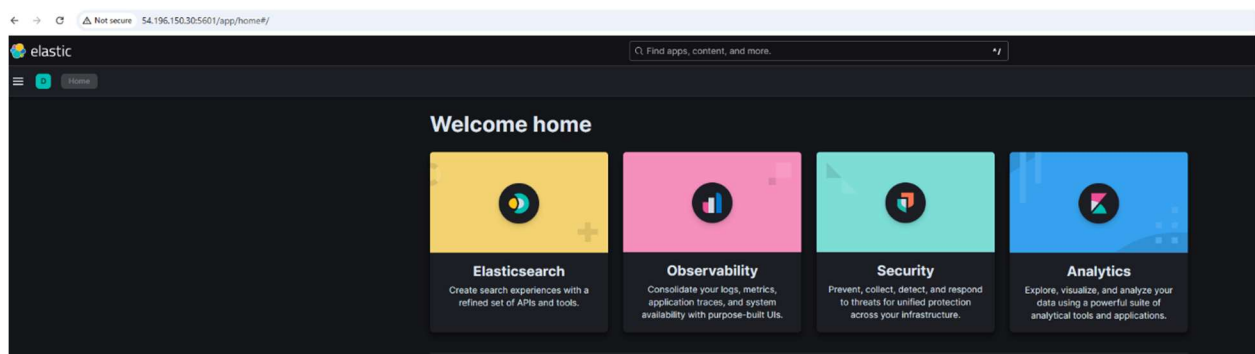 Not secure 54.196.150.30:5601/app/home#/
elastic
Find apps, content, and more. ^/
D Home
Welcome home
Elasticsearch
Create search experiences with a
refined set of APIs and tools.
Observability
Consolidate your logs, metrics,
application traces, and system
availability with purpose-built UIs.
Security
Prevent, collect, detect, and respond
to threats for unified protection
across your infrastructure.
Analytics
Explore, visualize, and analyze your
data using a powerful suite of
analytical tools and applications.